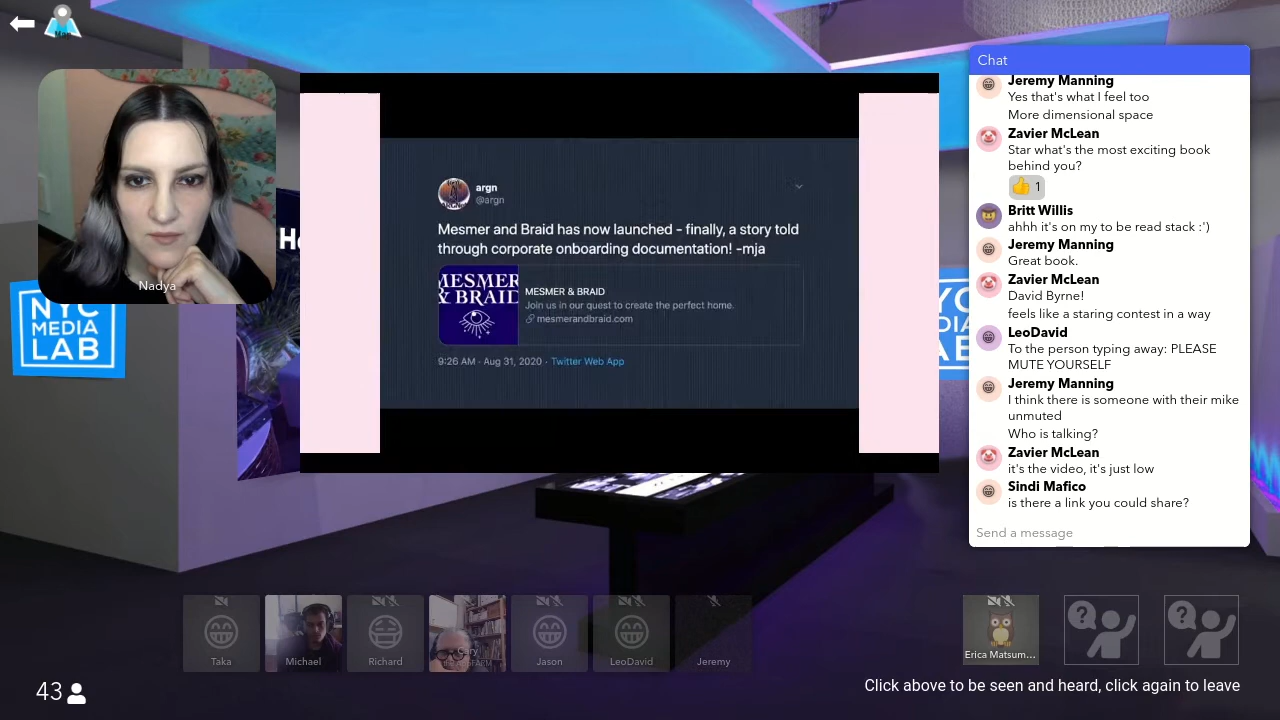 Map
Nadya
NYC
MEDIA
LAB
argn
@argn
Mesmer and Braid has now launched - finally, a story told
through corporate onboarding documentation! -mja
MESMER
& BRAID
MESMER & BRAID
Join us in our quest to create the perfect home.
mesmerandbraid.com
9:26 AM · Aug 31, 2020 · Twitter Web App
Chat
Jeremy Manning
Yes that's what I feel too
More dimensional space
Zavier McLean
Star what's the most exciting book
behind you?
👍 1
Britt Willis
ahhh it's on my to be read stack :')
Jeremy Manning
Great book.
Zavier McLean
David Byrne!
feels like a staring contest in a way
LeoDavid
To the person typing away: PLEASE
MUTE YOURSELF
Jeremy Manning
I think there is someone with their mike
unmuted
Who is talking?
Zavier McLean
it's the video, it's just low
Sindi Mafico
is there a link you could share?
Send a message
Taka
Michael
Richard
Jason
LeoDavid
Jeremy
Erica Matsum...
43
Click above to be seen and heard, click again to leave